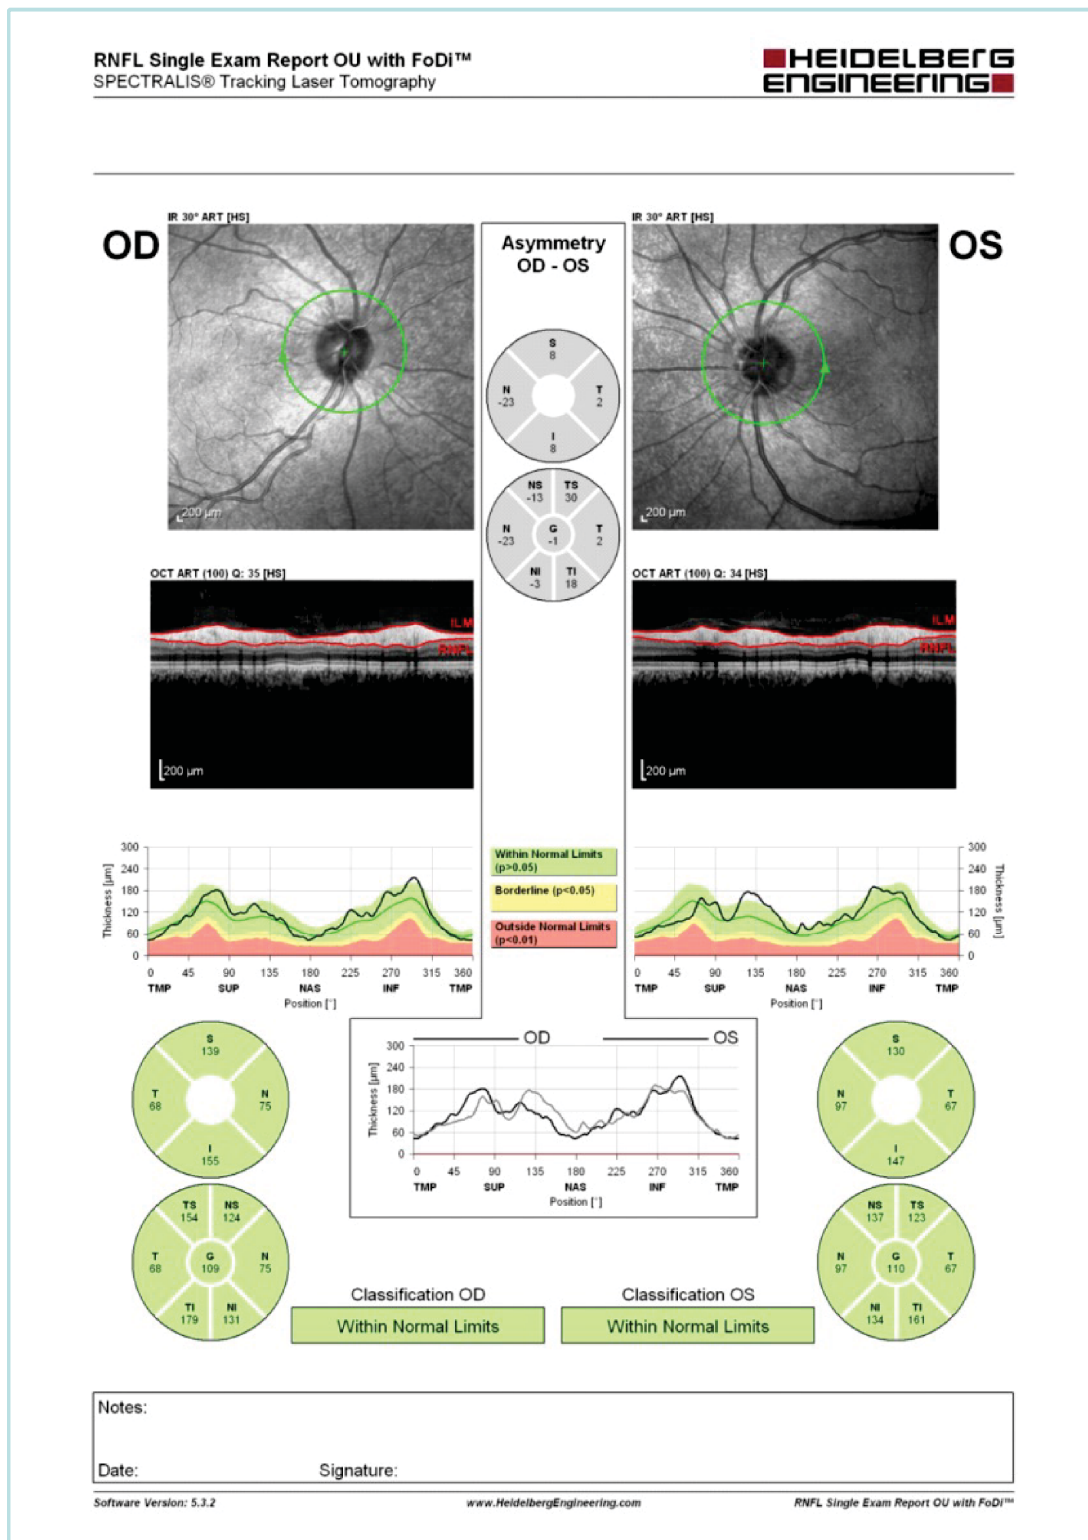 RNFL Single Exam Report OU with FoDi™
SPECTRALIS® Tracking Laser Tomography
HEIDELBERG
ENGINEERING
IR 30° ART [HS]
OD
200 µm
Asymmetry
OD - OS
IR 30° ART [HS]
OS
200 µm
S
8
N
-23
T
2
I
8
NS
-13
TS
30
N
-23
G
-1
T
2
NI
-3
TI
18
OCT ART (100) Q: 35 [HS]
ILM
RNFL
200 µm
OCT ART (100) Q: 34 [HS]
ILM
RNFL
200 µm
Thickness [µm]
300
240
180
120
60
0
0 45 90 135 180 225 270 315 360
TMP SUP NAS INF TMP
Position [°]
Within Normal Limits
(p>0.05)
Borderline (p<0.05)
Outside Normal Limits
(p<0.01)
300
240
180
120
60
0
Thickness [µm]
0 45 90 135 180 225 270 315 360
TMP SUP NAS INF TMP
Position [°]
S
139
T
68
N
75
I
155
TS
154
NS
124
T
68
G
109
N
75
TI
179
NI
131
OD OS
Thickness [µm]
300
240
180
120
60
0
0 45 90 135 180 225 270 315 360
TMP SUP NAS INF TMP
Position [°]
S
130
N
97
T
67
I
147
NS
137
TS
123
N
97
G
110
T
67
NI
134
TI
161
Classification OD
Within Normal Limits
Classification OS
Within Normal Limits
Notes:
Date: Signature:
Software Version: 5.3.2 www.HeidelbergEngineering.com RNFL Single Exam Report OU with FoDi™